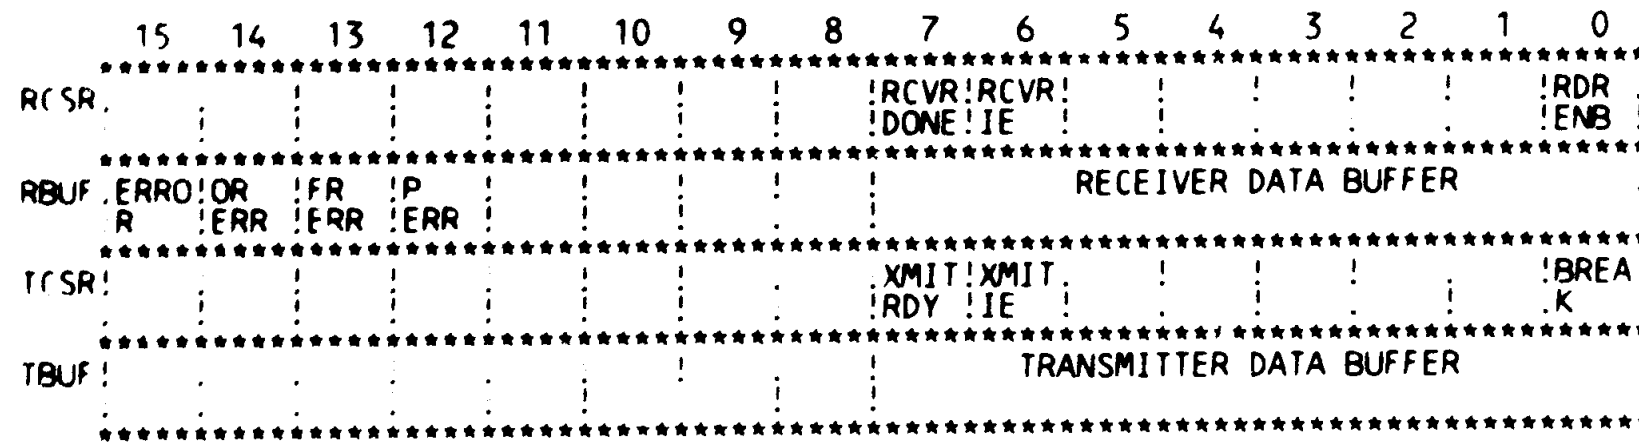 15 14 13 12 11 10 9 8 7 6 5 4 3 2 1 0
RCSR RCVR RCVR RDR
DONE IE ENB
RBUF ERRO OR FR P RECEIVER DATA BUFFER
R ERR ERR ERR
TCSR XMIT XMIT BREA
RDY IE K
TBUF TRANSMITTER DATA BUFFER